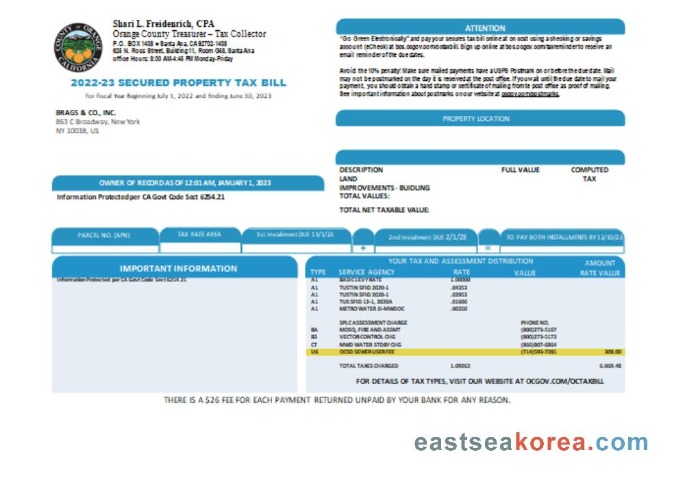 COUNTY OF ORANGE
CALIFORNIA
Shari L. Freidenrich, CPA
Orange County Treasurer – Tax Collector
P.O. BOX 1438 ● Santa Ana, CA 92702-1438
625 N. Ross Street, Building 11, Room G58, Santa Ana
office Hours: 8:00 AM-4:45 PM Monday-Friday
2022-23 SECURED PROPERTY TAX BILL
For Fiscal Year Beginning July 1, 2022 and Ending June 30, 2023
BRAGS & CO., INC.
863 C Broadway, New York
NY 10038, US
ATTENTION
"Go Green Electronically" and pay your secures tax bill online at on cost using a checking or savings
account (eCheck) at bos.ogov.com/octaxbill. Sign up online at bos.ogov.com/taxreminder to receive an
email reminder of the due dates.
Avoid the 10% penalty! Make sure mailed payments have a USPS Postmark on or before the due date. Mail
may not be postmarked on the day it is reserved at the post office. If you wait until the due date to mail your
payment, you should obtain a hand stamp or certificate of mailing from the post office as proof of mailing.
See important information about postmarks on our website at
PROPERTY LOCATION
OWNER OF RECORD AS OF 12:01 AM, JANUARY 1, 2023
Information Protected per CA Govt Code Sect 6254.21
DESCRIPTION FULL VALUE COMPUTED
LAND TAX
IMPROVEMENTS - BUIDLING
TOTAL VALUES:
TOTAL NET TAXABLE VALUE:
PARCEL NO. (APN) TAX RATE AREA 1st Installment DUE 11/1/23 + 2nd Installment DUE 2/1/23 = TO PAY BOTH INSTALLMENTS BY 12/10/23
IMPORTANT INFORMATION
Information Protected per CA Govt Code Sect 6254.21
YOUR TAX AND ASSESSMENT DISTRIBUTION
AMOUNT
TYPE SERVICE AGENCY RATE VALUE RATE VALUE
A1 BASIC LEVY RATE 1.00000
A1 TUSTIN SFID 2020-1 .04353
A1 TUSTIN SFID 2020-1 .02953
A1 TUS SFID 12-1, 2020A .01606
A1 METRO WATER D-MWDOC .00350
SPLC ASSESSMENT CHARGE PHONE NO.
BA MOSQ, FIRE AND ASSMT (800)273-5167
B3 VECTOR CONTROL CHG (800)273-5173
C7 MWD WATER STDBY CHG (866)807-6864
U6 OCSD SEWER USER FEE (714)593-7281 308.00
TOTAL TAXES CHARGED 1.09262 6,669.48
FOR DETAILS OF TAX TYPES, VISIT OUR WEBSITE AT OCGOV.COM/OCTAXBILL
THERE IS A $26 FEE FOR EACH PAYMENT RETURNED UNPAID BY YOUR BANK FOR ANY REASON.
eastseakorea.com